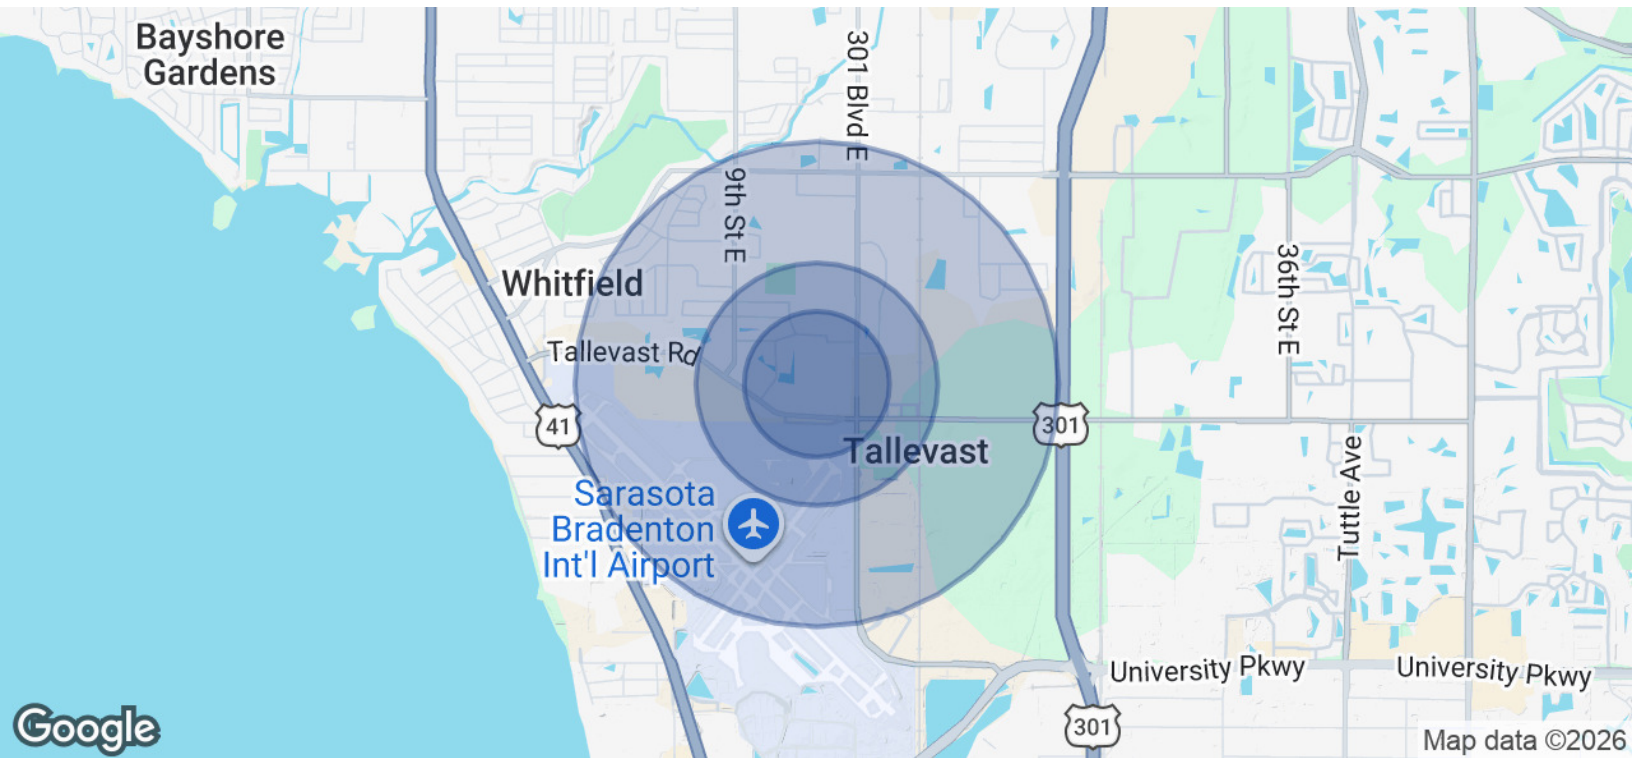 Bayshore
Gardens
301 Blvd E
9th St E
Whitfield
36th St E
Tallevast Rd
41
301
Tallevast
Tuttle Ave
Sarasota
Bradenton
Int'l Airport
University Pkwy
University Pkwy
301
Google
Map data ©2026